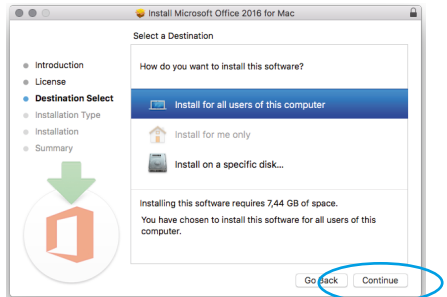 Install Microsoft Office 2016 for Mac
Select a Destination
Introduction
License
Destination Select
Installation Type
Installation
Summary
How do you want to install this software?
Install for all users of this computer
Install for me only
Install on a specific disk...
Installing this software requires 7,44 GB of space.
You have chosen to install this software for all users of this
computer.
Go Back
Continue